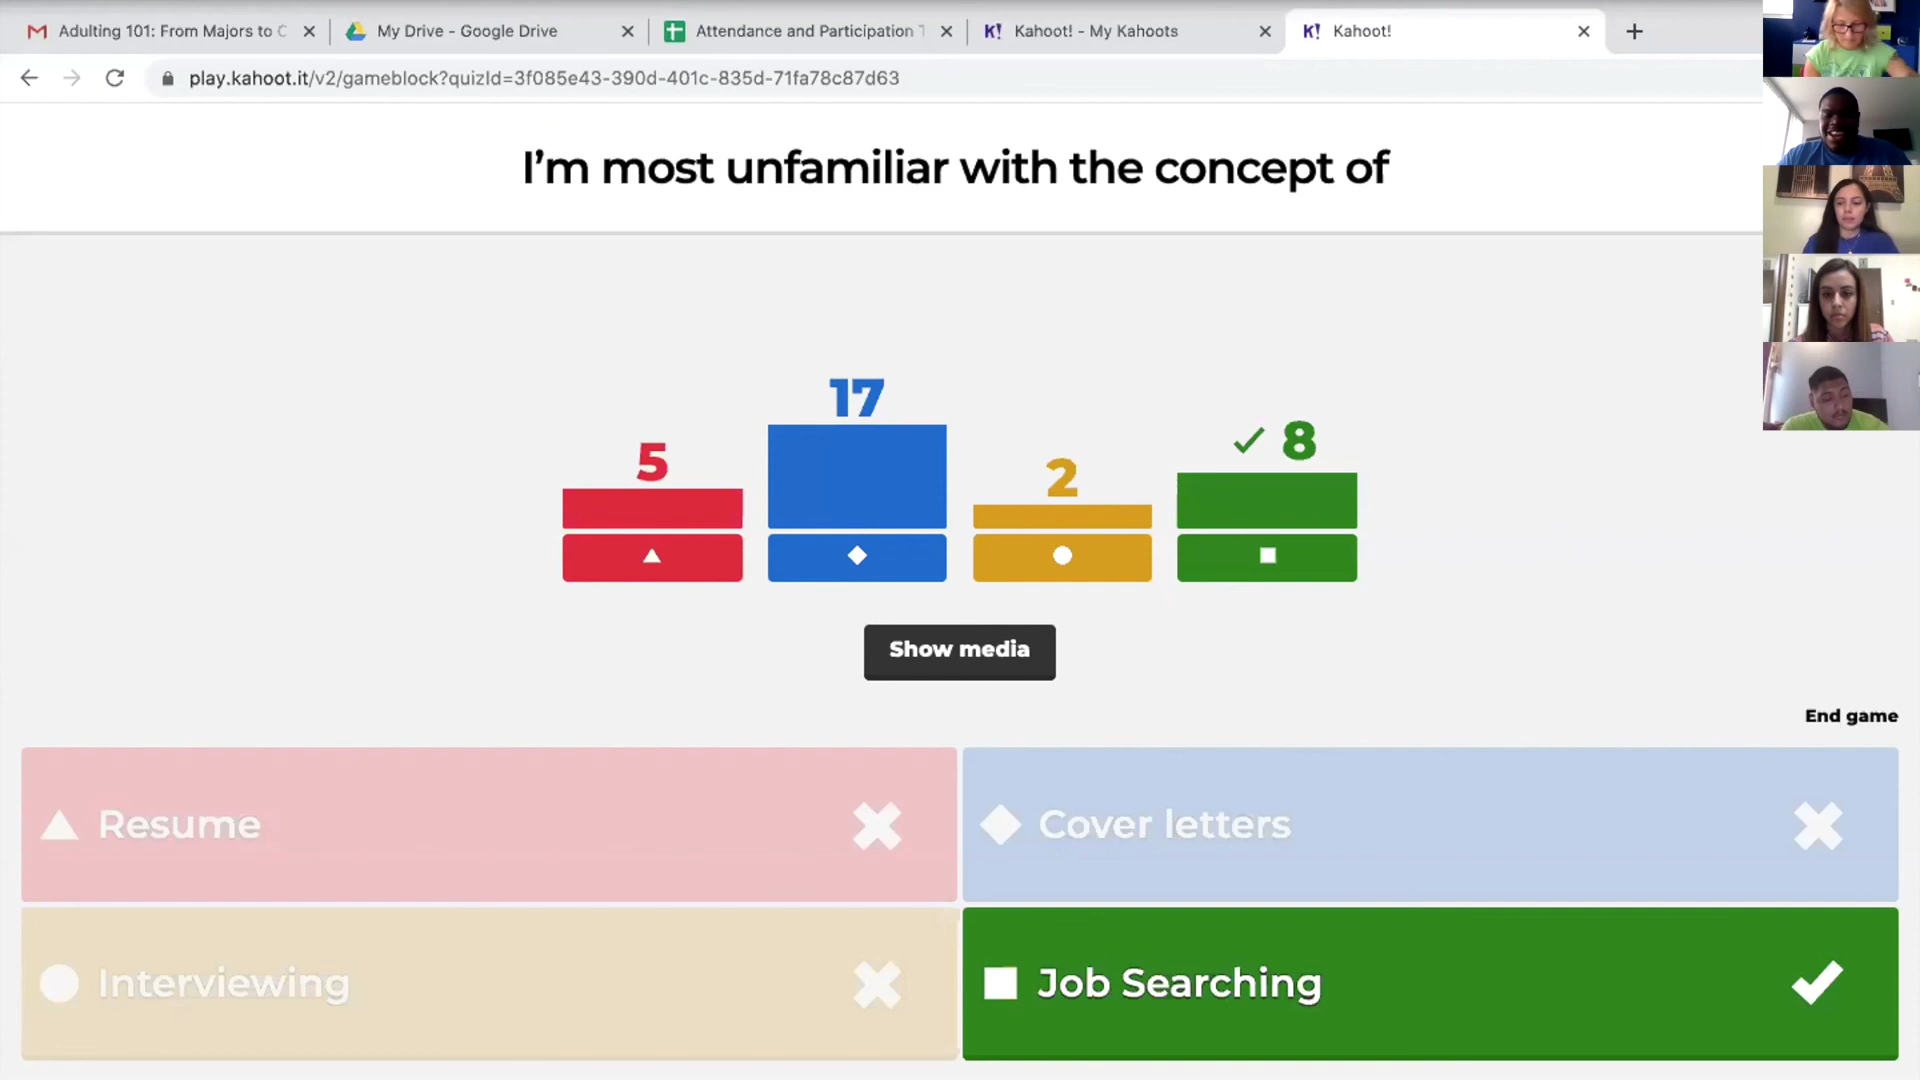 Adulting 101: From Majors to C
My Drive - Google Drive
Attendance and Participation T
K! Kahoot! - My Kahoots
K! Kahoot!
play.kahoot.it/v2/gameblock?quizId=3f085e43-390d-401c-835d-71fa78c87d63
I'm most unfamiliar with the concept of
5
17
2
8
Show media
End game
Resume
Cover letters
Interviewing
Job Searching